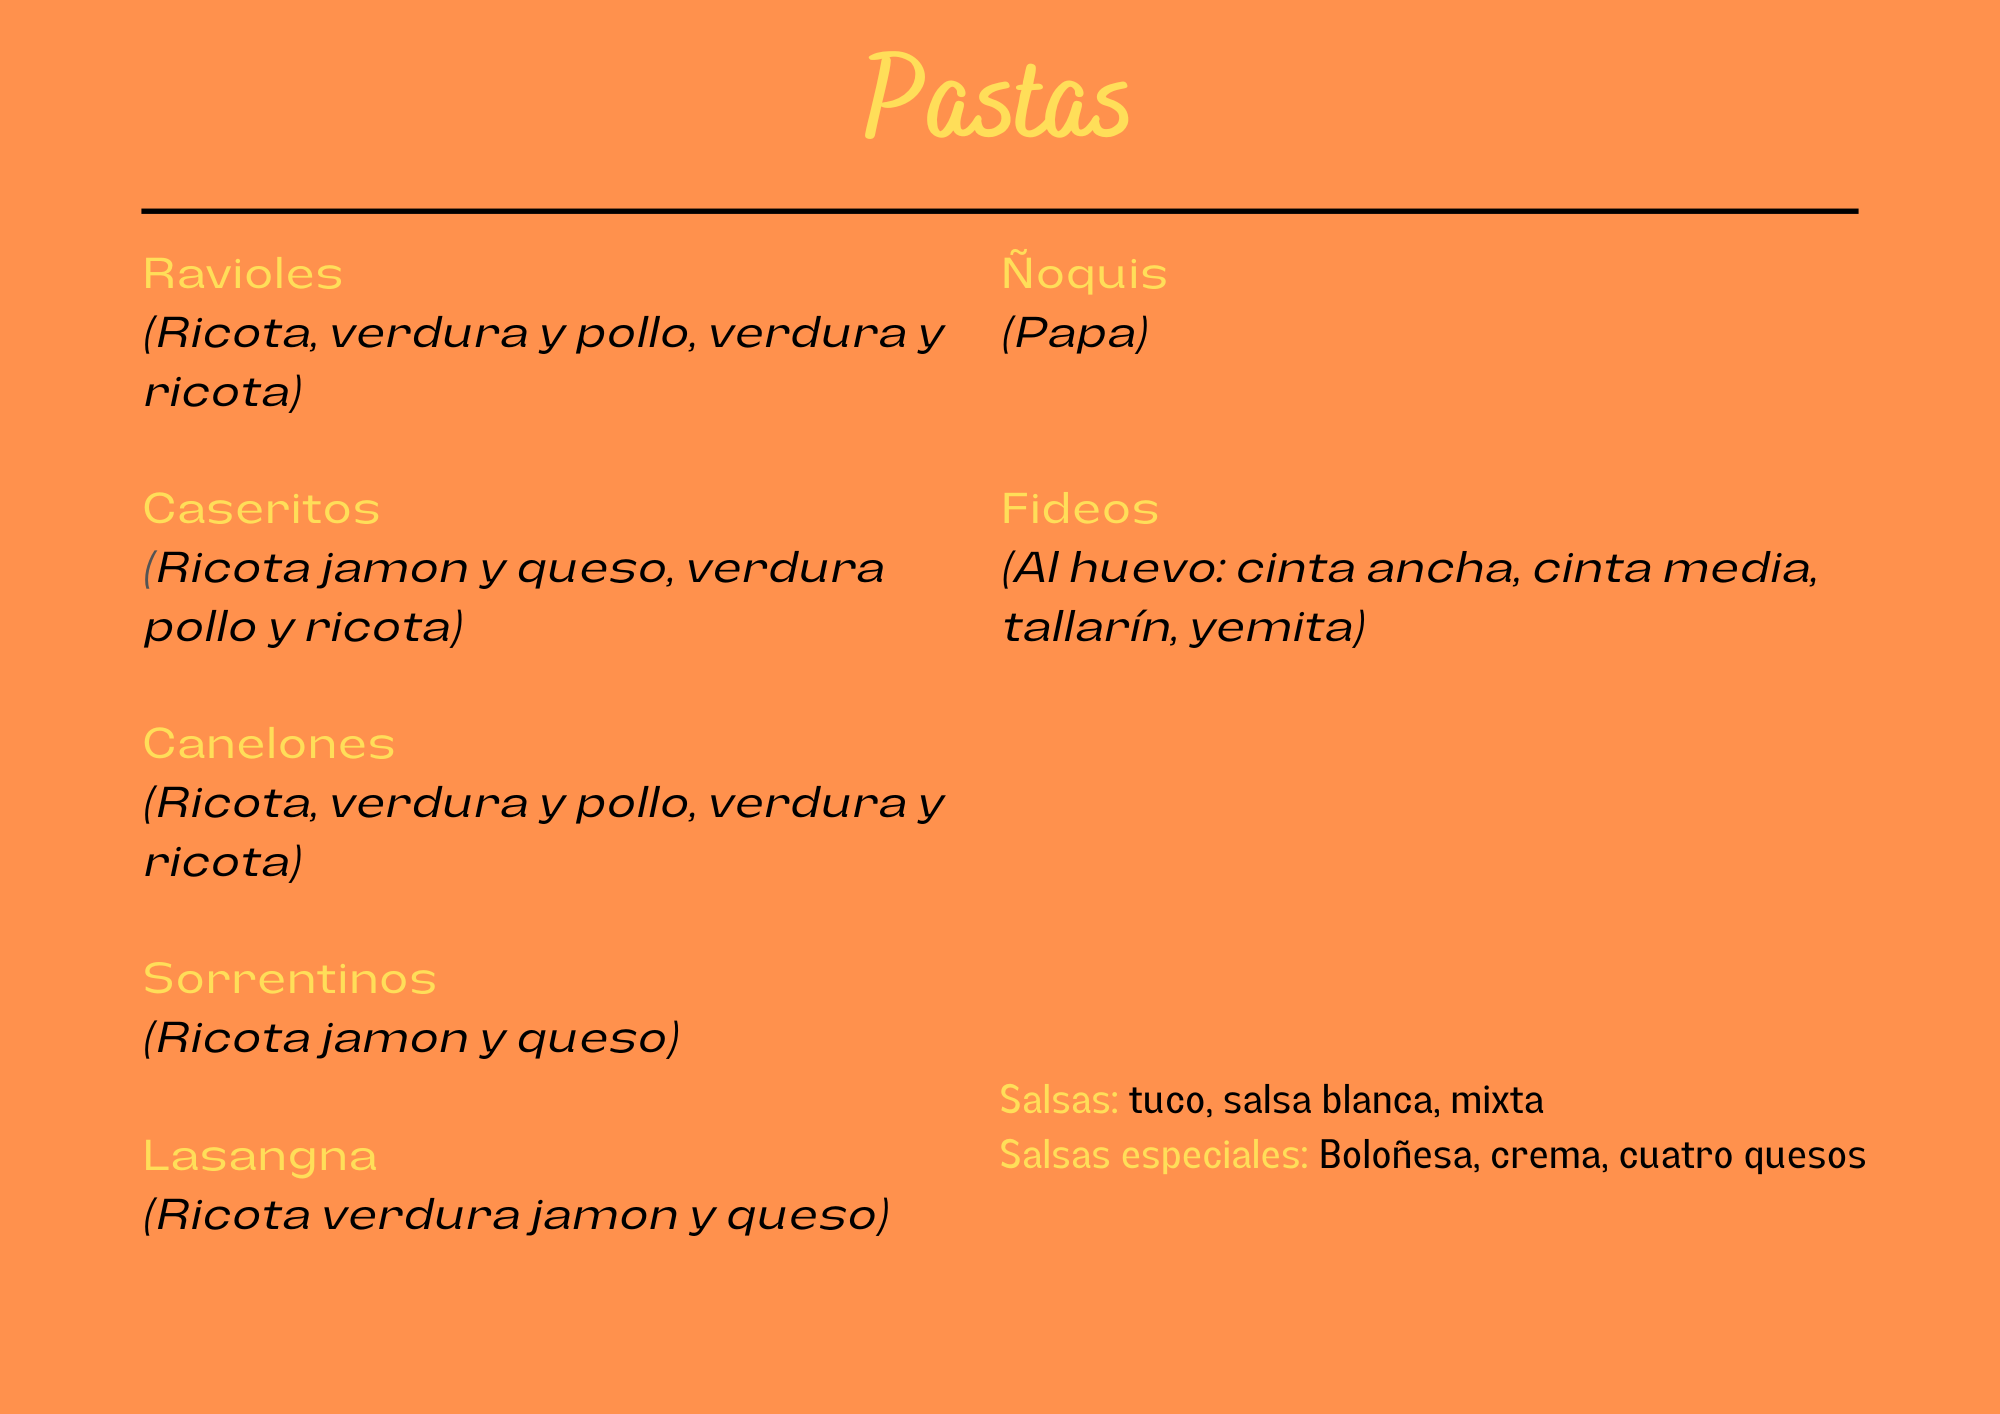 Pastas
Ravioles
(Ricota, verdura y pollo, verdura y
ricota)
Caseritos
(Ricota jamon y queso, verdura
pollo y ricota)
Canelones
(Ricota, verdura y pollo, verdura y
ricota)
Sorrentinos
(Ricota jamon y queso)
Lasangna
(Ricota verdura jamon y queso)
Ñoquis
(Papa)
Fideos
(Al huevo: cinta ancha, cinta media,
tallarín, yemita)
Salsas: tuco, salsa blanca, mixta
Salsas especiales: Boloñesa, crema, cuatro quesos